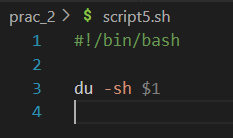 prac_2 > $ script5.sh
1 #!/bin/bash
2
3 du -sh $1
4